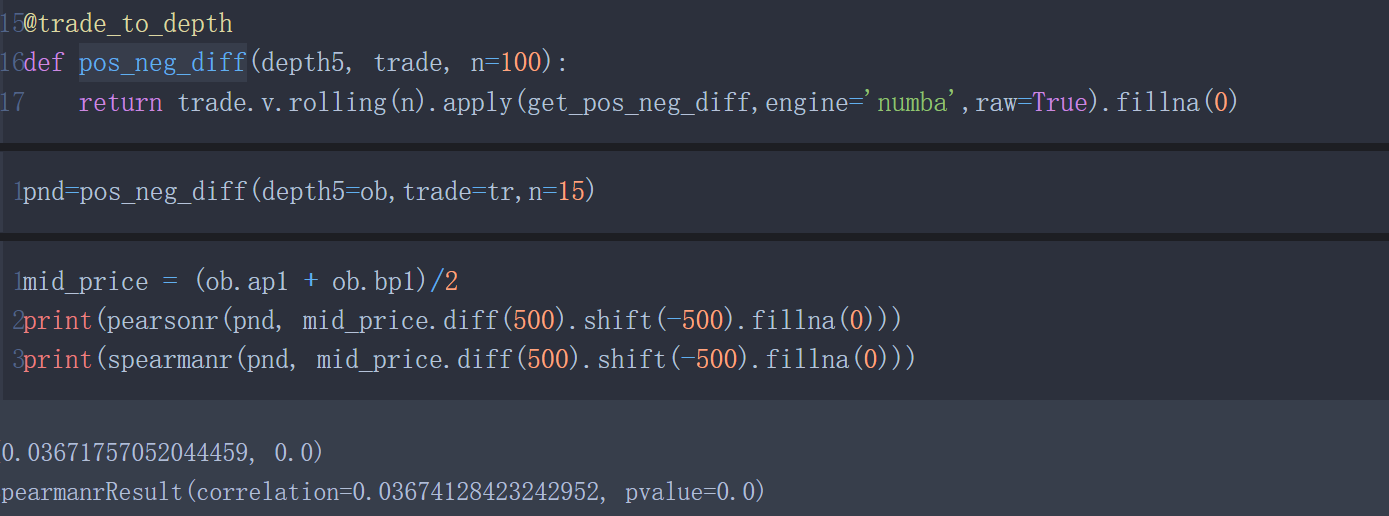 15@trade_to_depth
16def pos_neg_diff(depth5, trade, n=100):
17    return trade.v.rolling(n).apply(get_pos_neg_diff,engine='numba',raw=True).fillna(0)
1pnd=pos_neg_diff(depth5=ob,trade=tr,n=15)
1mid_price = (ob.ap1 + ob.bp1)/2
2print(pearsonr(pnd, mid_price.diff(500).shift(-500).fillna(0)))
3print(spearmanr(pnd, mid_price.diff(500).shift(-500).fillna(0)))
0.03671757052044459, 0.0)
pearmanrResult(correlation=0.03674128423242952, pvalue=0.0)